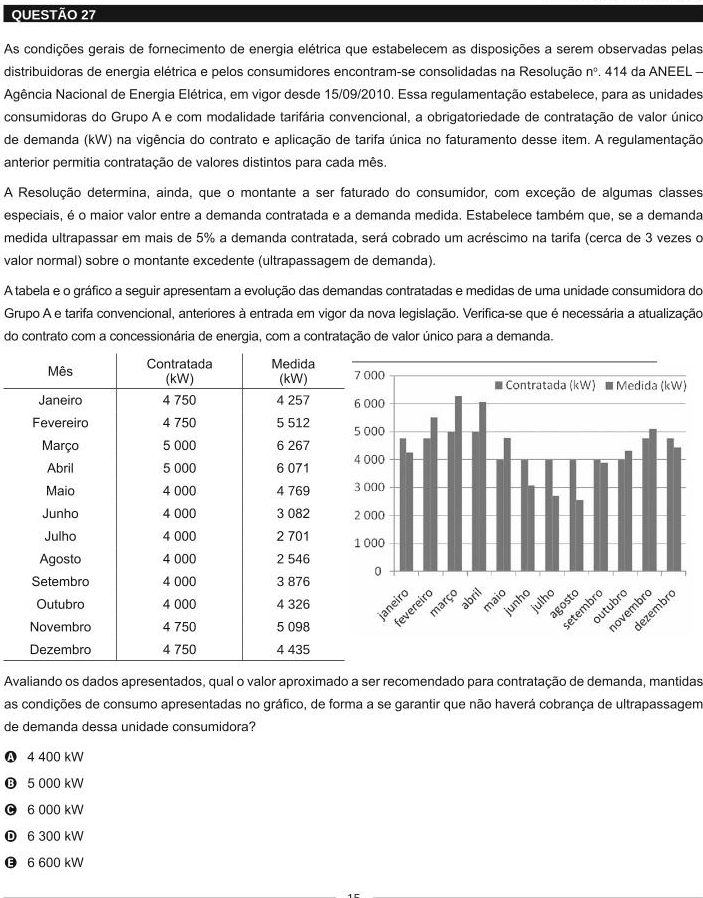 QUESTÃO 27
As condições gerais de fornecimento de energia elétrica que estabelecem as disposições a serem observadas pelas
distribuidoras de energia elétrica e pelos consumidores encontram-se consolidadas na Resolução nº. 414 da ANEEL –
Agência Nacional de Energia Elétrica, em vigor desde 15/09/2010. Essa regulamentação estabelece, para as unidades
consumidoras do Grupo A e com modalidade tarifária convencional, a obrigatoriedade de contratação de valor único
de demanda (kW) na vigência do contrato e aplicação de tarifa única no faturamento desse item. A regulamentação
anterior permitia contratação de valores distintos para cada mês.
A Resolução determina, ainda, que o montante a ser faturado do consumidor, com exceção de algumas classes
especiais, é o maior valor entre a demanda contratada e a demanda medida. Estabelece também que, se a demanda
medida ultrapassar em mais de 5% a demanda contratada, será cobrado um acréscimo na tarifa (cerca de 3 vezes o
valor normal) sobre o montante excedente (ultrapassagem de demanda).
A tabela e o gráfico a seguir apresentam a evolução das demandas contratadas e medidas de uma unidade consumidora do
Grupo A e tarifa convencional, anteriores à entrada em vigor da nova legislação. Verifica-se que é necessária a atualização
do contrato com a concessionária de energia, com a contratação de valor único para a demanda.
Mês Contratada (kW) Medida (kW)
Janeiro 4 750 4 257
Fevereiro 4 750 5 512
Março 5 000 6 267
Abril 5 000 6 071
Maio 4 000 4 769
Junho 4 000 3 082
Julho 4 000 2 701
Agosto 4 000 2 546
Setembro 4 000 3 876
Outubro 4 000 4 326
Novembro 4 750 5 098
Dezembro 4 750 4 435
Contratada (kW) Medida (kW)
7 000
6 000
5 000
4 000
3 000
2 000
1 000
0
janeiro fevereiro março abril maio junho julho agosto setembro outubro novembro dezembro
Avaliando os dados apresentados, qual o valor aproximado a ser recomendado para contratação de demanda, mantidas
as condições de consumo apresentadas no gráfico, de forma a se garantir que não haverá cobrança de ultrapassagem
de demanda dessa unidade consumidora?
A 4 400 kW
B 5 000 kW
C 6 000 kW
D 6 300 kW
E 6 600 kW
15